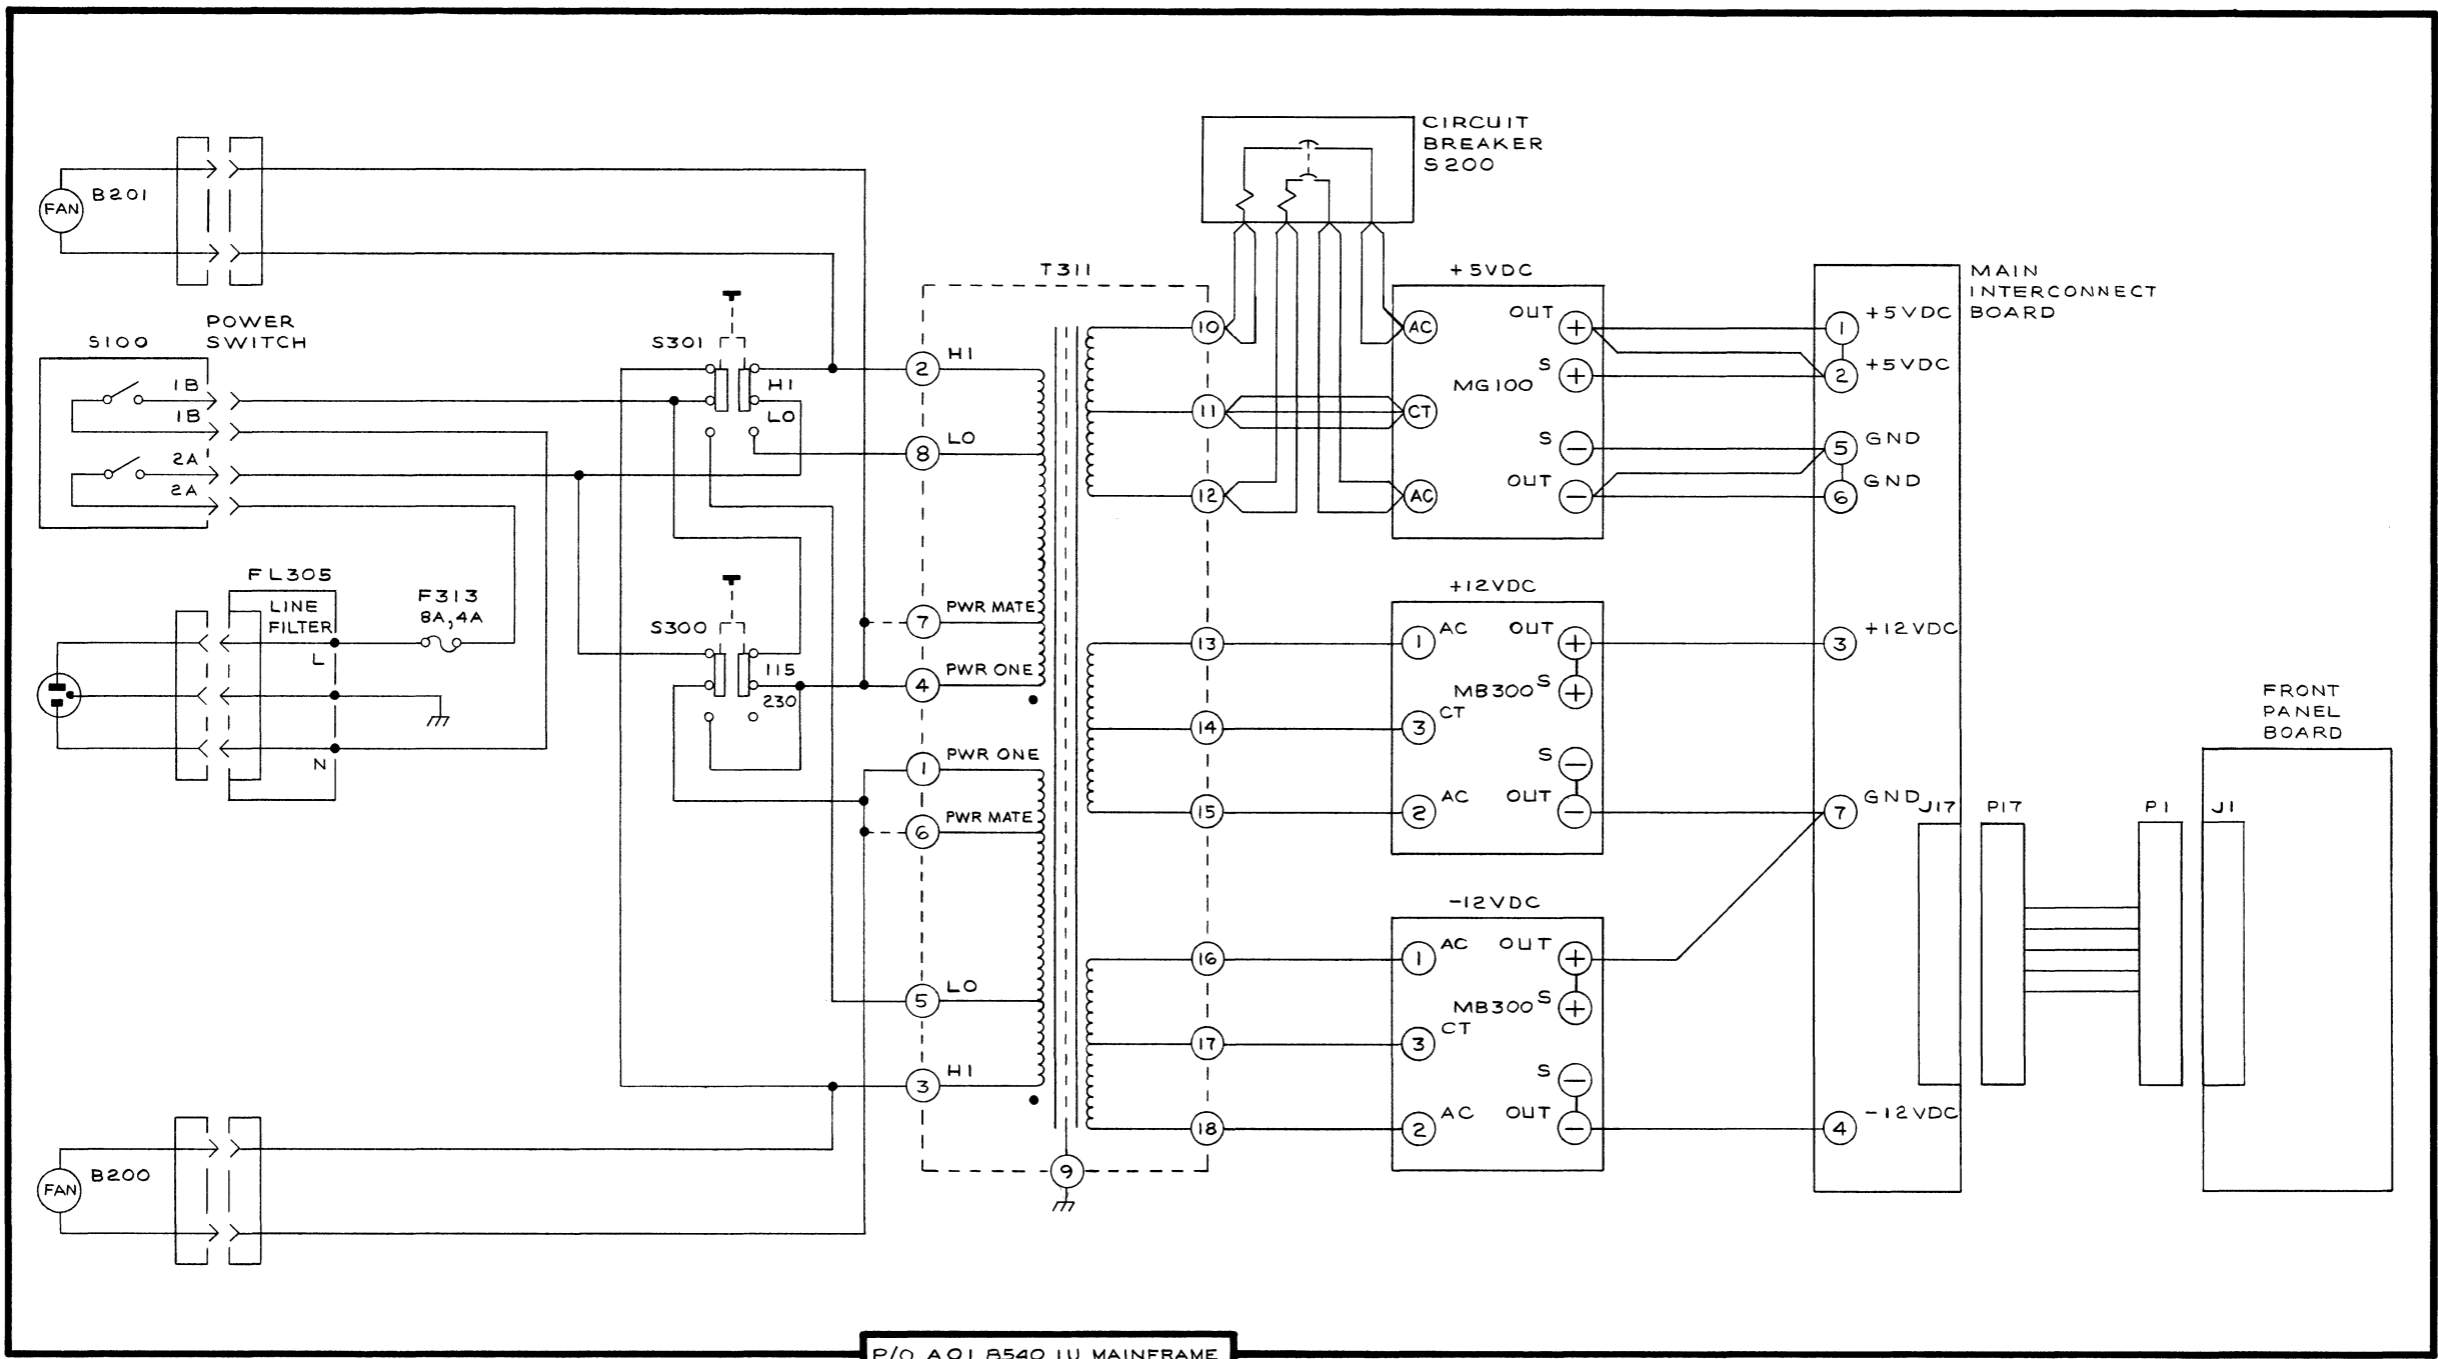 CIRCUIT
BREAKER
S200
FAN
B201
T311
+5VDC
MAIN
INTERCONNECT
BOARD
POWER
SWITCH
S100
1B
1B
2A
2A
S301
HI
LO
2
HI
8
LO
7
PWR MATE
4
PWR ONE
1
PWR ONE
6
PWR MATE
5
LO
3
HI
9
10
11
12
13
14
15
16
17
18
AC
CT
AC
OUT
+
S
+
MG100
S
−
OUT
−
1
+5VDC
2
+5VDC
5
GND
6
GND
FL305
LINE
FILTER
L
N
F313
8A,4A
S300
115
230
+12VDC
1
AC
OUT
+
MB300
S
+
3
CT
S
−
2
AC
OUT
−
3
+12VDC
7
GND
-12VDC
1
AC
OUT
+
MB300
S
+
3
CT
S
−
2
AC
OUT
−
4
-12VDC
J17
P17
P1
J1
FRONT
PANEL
BOARD
FAN
B200
P/O A01 8540 IU MAINFRAME